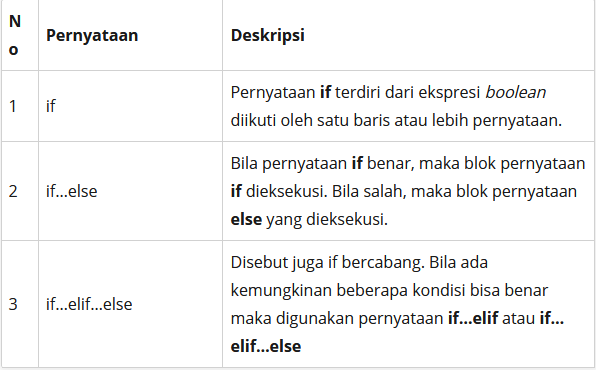 No
Pernyataan
Deskripsi
1
if
Pernyataan if terdiri dari ekspresi boolean
diikuti oleh satu baris atau lebih pernyataan.
2
if...else
Bila pernyataan if benar, maka blok pernyataan
if dieksekusi. Bila salah, maka blok pernyataan
else yang dieksekusi.
3
if...elif...else
Disebut juga if bercabang. Bila ada
kemungkinan beberapa kondisi bisa benar
maka digunakan pernyataan if...elif atau if...
elif...else